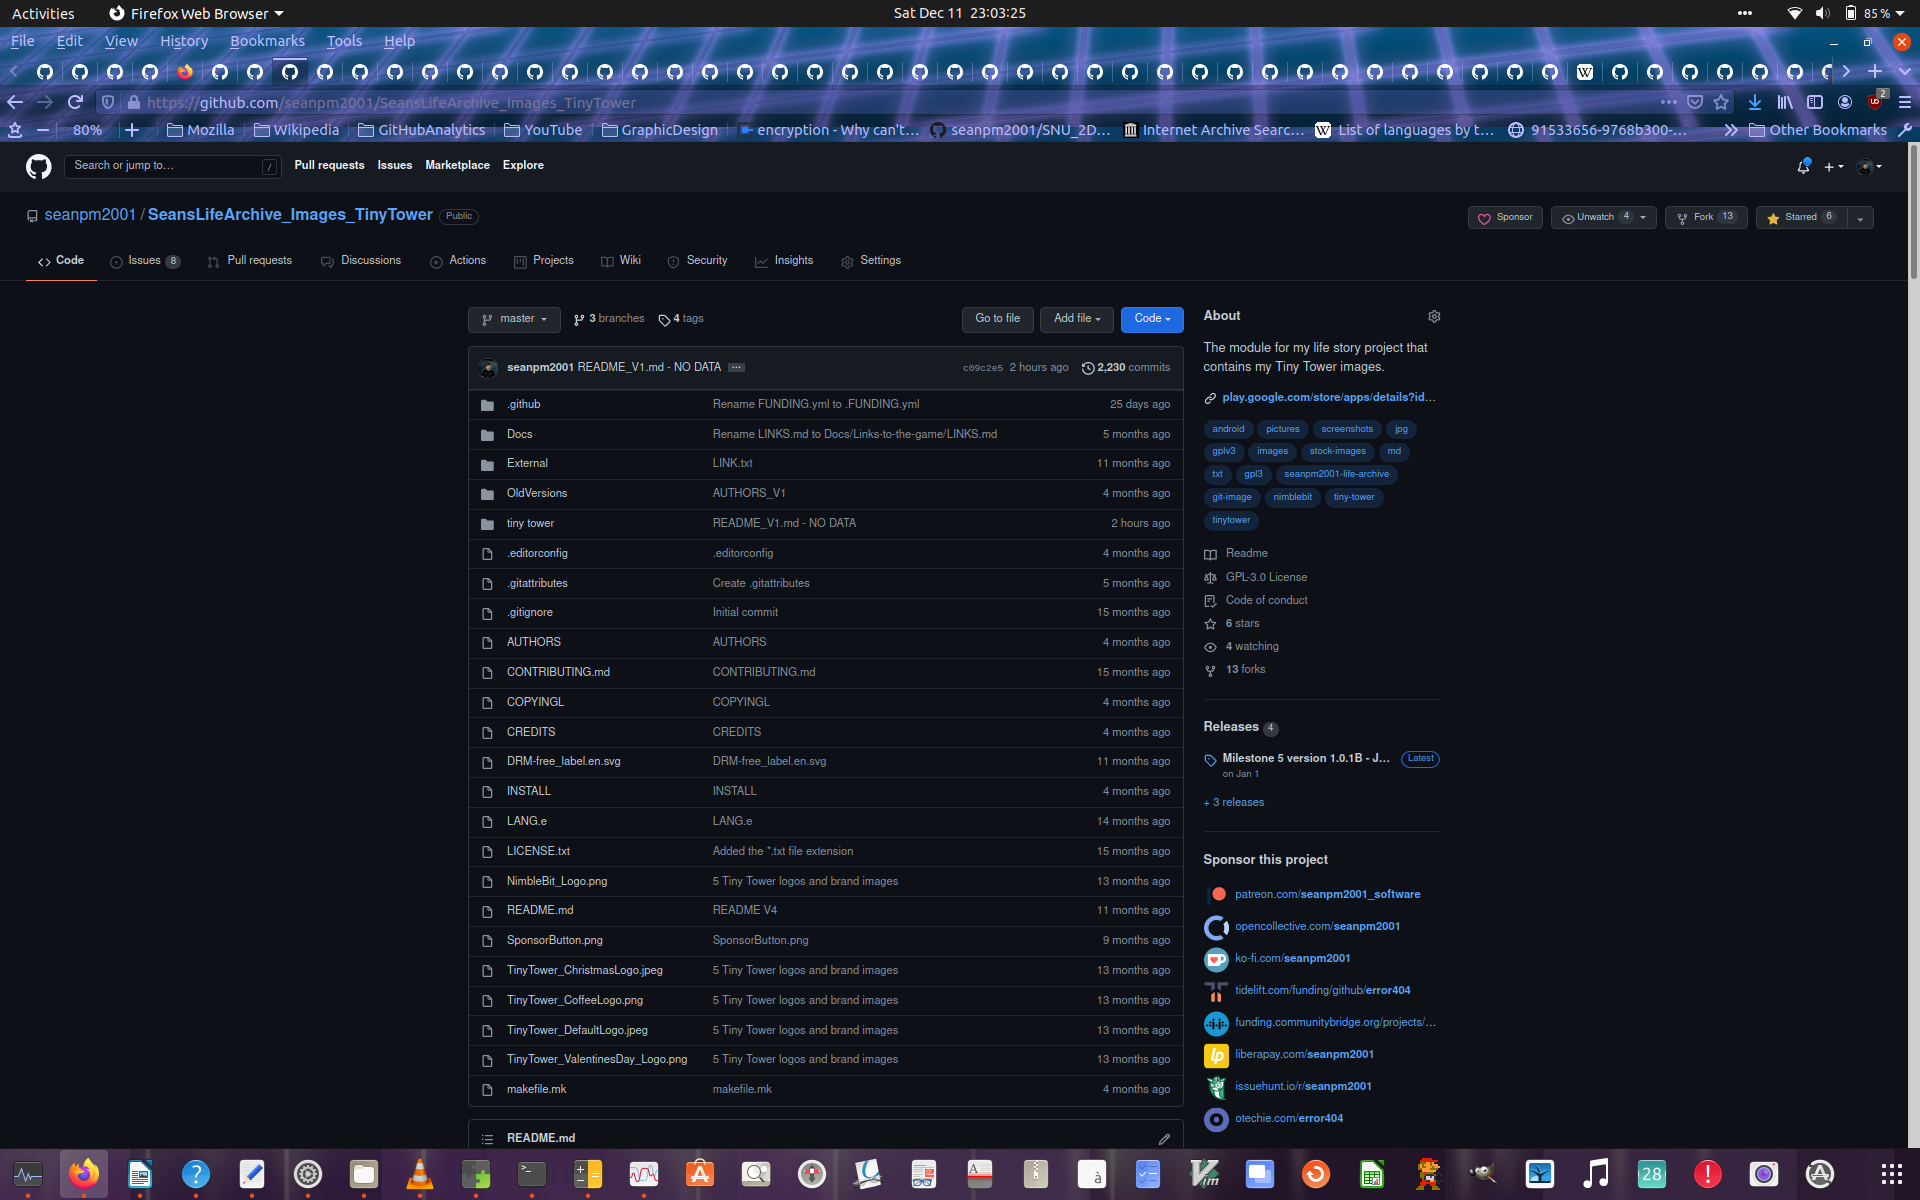 Activities Firefox Web Browser Sat Dec 11 23:03:25 85%
File Edit View History Bookmarks Tools Help
https://github.com/seanpm2001/SeansLifeArchive_Images_TinyTower 2
80% Mozilla Wikipedia GitHubAnalytics YouTube GraphicDesign encryption - Why can't... seanpm2001/SNU_2D... Internet Archive Searc... List of languages by t... 91533656-9768b300-... Other Bookmarks
Search or jump to... / Pull requests Issues Marketplace Explore
seanpm2001 / SeansLifeArchive_Images_TinyTower Public Sponsor Unwatch 4 Fork 13 Starred 6
Code Issues 8 Pull requests Discussions Actions Projects Wiki Security Insights Settings
master 3 branches 4 tags Go to file Add file Code
seanpm2001 README_V1.md - NO DATA ... c09c2e5 2 hours ago 2,230 commits
.github Rename FUNDING.yml to .FUNDING.yml 25 days ago
Docs Rename LINKS.md to Docs/Links-to-the-game/LINKS.md 5 months ago
External LINK.txt 11 months ago
OldVersions AUTHORS_V1 4 months ago
tiny tower README_V1.md - NO DATA 2 hours ago
.editorconfig .editorconfig 4 months ago
.gitattributes Create .gitattributes 5 months ago
.gitignore Initial commit 15 months ago
AUTHORS AUTHORS 4 months ago
CONTRIBUTING.md CONTRIBUTING.md 15 months ago
COPYINGL COPYINGL 4 months ago
CREDITS CREDITS 4 months ago
DRM-free_label.en.svg DRM-free_label.en.svg 11 months ago
INSTALL INSTALL 4 months ago
LANG.e LANG.e 14 months ago
LICENSE.txt Added the *.txt file extension 15 months ago
NimbleBit_Logo.png 5 Tiny Tower logos and brand images 13 months ago
README.md README V4 11 months ago
SponsorButton.png SponsorButton.png 9 months ago
TinyTower_ChristmasLogo.jpeg 5 Tiny Tower logos and brand images 13 months ago
TinyTower_CoffeeLogo.png 5 Tiny Tower logos and brand images 13 months ago
TinyTower_DefaultLogo.jpeg 5 Tiny Tower logos and brand images 13 months ago
TinyTower_ValentinesDay_Logo.png 5 Tiny Tower logos and brand images 13 months ago
makefile.mk makefile.mk 4 months ago
README.md
About
The module for my life story project that
contains my Tiny Tower images.
play.google.com/store/apps/details?id...
android pictures screenshots jpg
gplv3 images stock-images md
txt gpl3 seanpm2001-life-archive
git-image nimblebit tiny-tower
tinytower
Readme
GPL-3.0 License
Code of conduct
6 stars
4 watching
13 forks
Releases 4
Milestone 5 version 1.0.1B - J... Latest
on Jan 1
+ 3 releases
Sponsor this project
patreon.com/seanpm2001_software
opencollective.com/seanpm2001
ko-fi.com/seanpm2001
tidelift.com/funding/github/error404
funding.communitybridge.org/projects/...
liberapay.com/seanpm2001
issuehunt.io/r/seanpm2001
otechie.com/error404
28